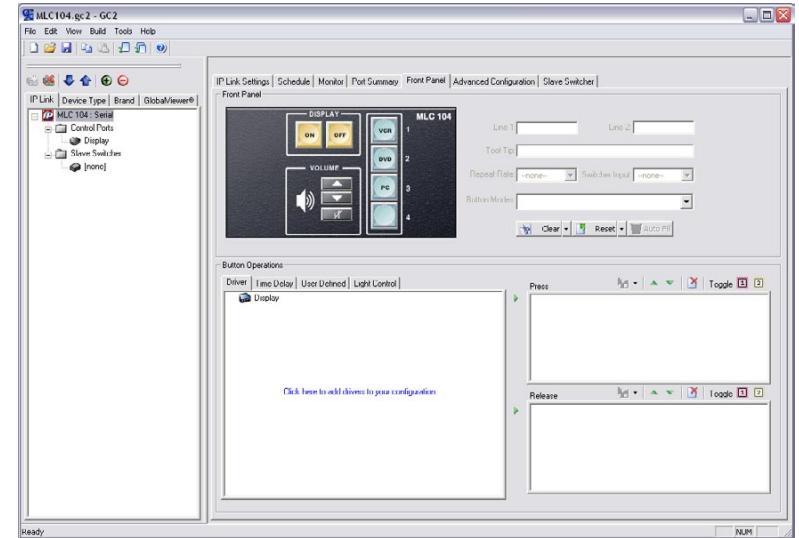 MLC104.gc2 - GC2
File Edit View Build Tools Help
IP Link Device Type Brand GlobalViewer®
MLC 104 : Serial
Control Ports
Display
Slave Switcher
[none]
IP Link Settings Schedule Monitor Port Summary Front Panel Advanced Configuration Slave Switcher
Front Panel
DISPLAY
ON OFF
VOLUME
MLC 104
VCR 1
DVD 2
PC 3
4
Line 1: Line 2:
Tool Tip:
Repeat Rate: --none-- Switcher Input --none--
Button Modes:
Clear Reset Auto Fill
Button Operations
Driver Time Delay User Defined Light Control
Display
Click here to add drivers to your configuration
Press Toggle 1 2
Release Toggle 1 2
Ready NUM